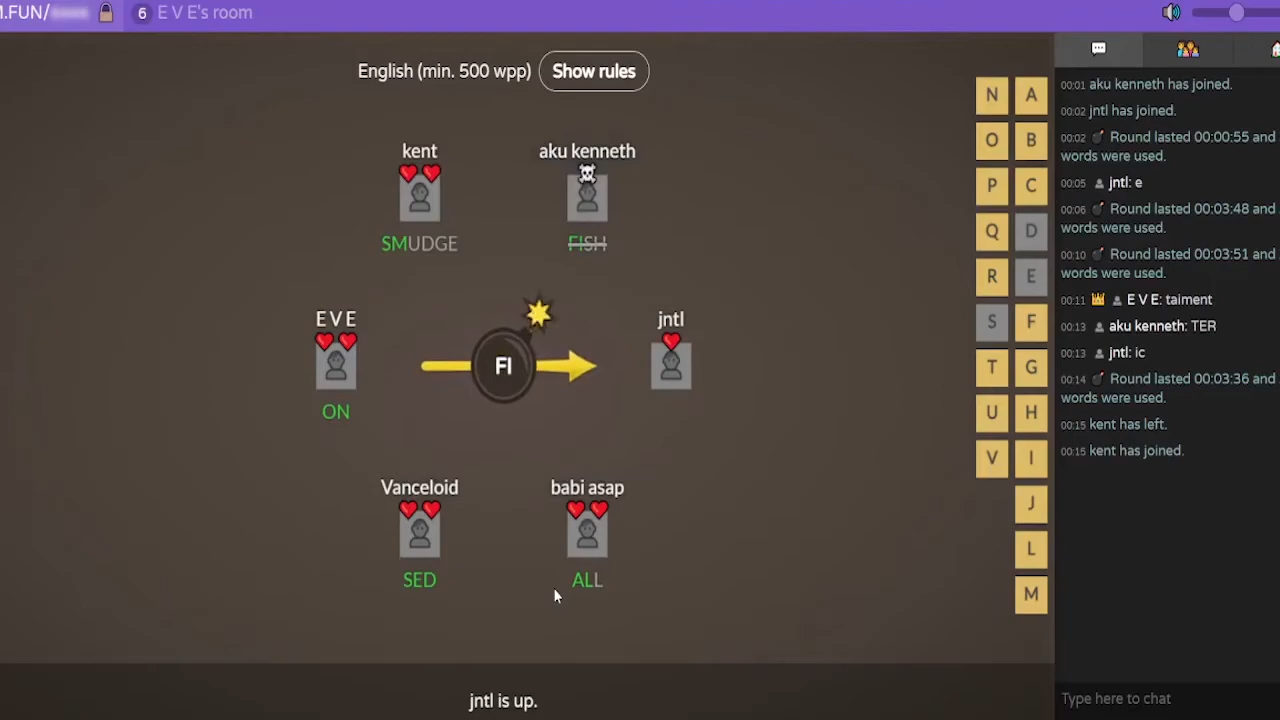 M.FUN/
6 E V E's room
English (min. 500 wpp) Show rules
kent
aku kenneth
SMUDGE
FISH
E V E
jntl
FI
ON
Vanceloid
babi asap
SED
ALL
jntl is up.
N A
O B
P C
Q D
R E
S F
T G
U H
V I
J
L
M
00:01 aku kenneth has joined.
00:02 jntl has joined.
00:02 Round lasted 00:00:55 and
words were used.
00:05 jntl: e
00:06 Round lasted 00:03:48 and
words were used.
00:10 Round lasted 00:03:51 and
words were used.
00:11 E V E: taiment
00:13 aku kenneth: TER
00:13 jntl: ic
00:14 Round lasted 00:03:36 and
words were used.
00:15 kent has left.
00:15 kent has joined.
Type here to chat